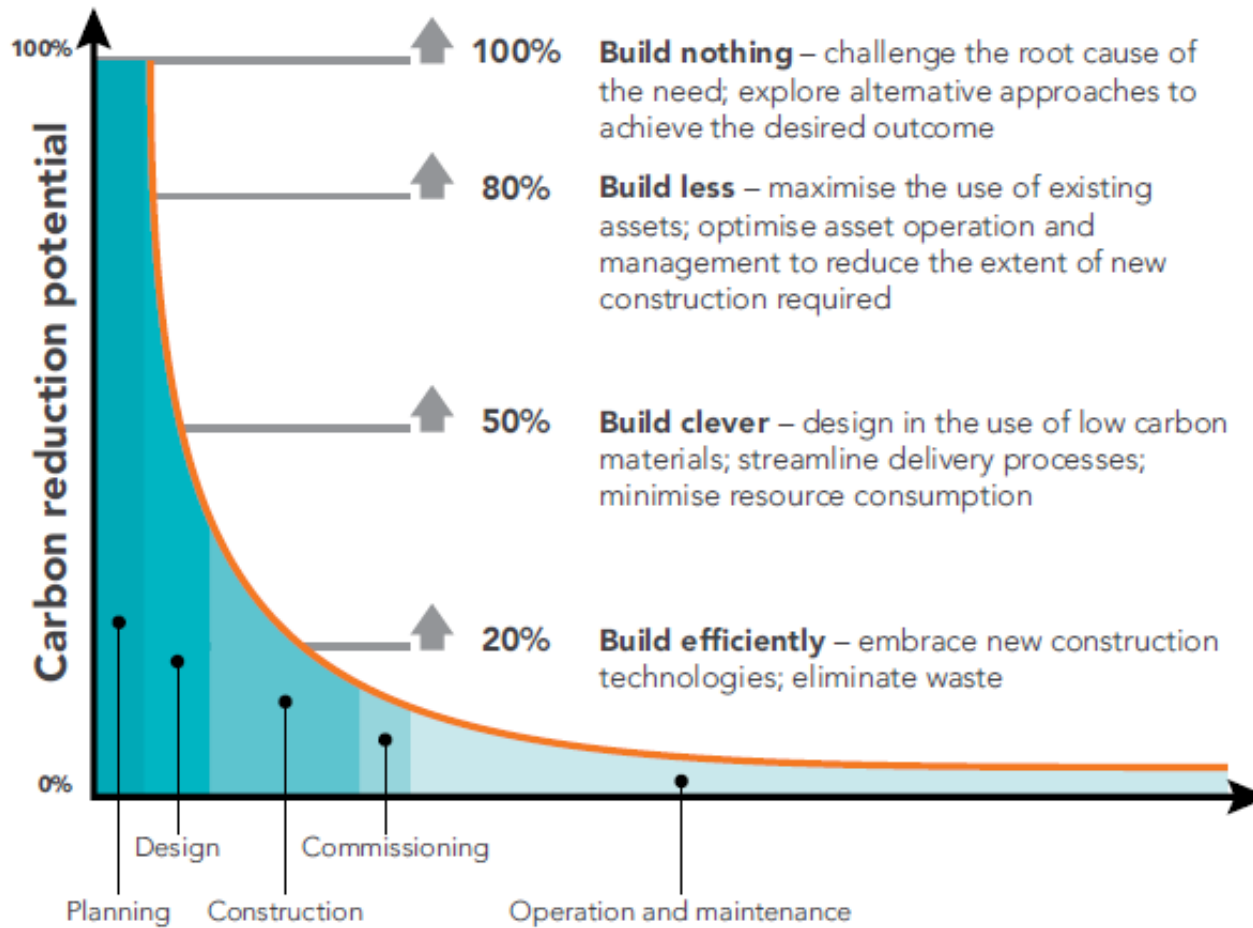 100%
100%
Build nothing – challenge the root cause of
the need; explore alternative approaches to
achieve the desired outcome
80%
Build less – maximise the use of existing
assets; optimise asset operation and
management to reduce the extent of new
construction required
Carbon reduction potential
50%
Build clever – design in the use of low carbon
materials; streamline delivery processes;
minimise resource consumption
20%
Build efficiently – embrace new construction
technologies; eliminate waste
0%
Design
Commissioning
Planning
Construction
Operation and maintenance